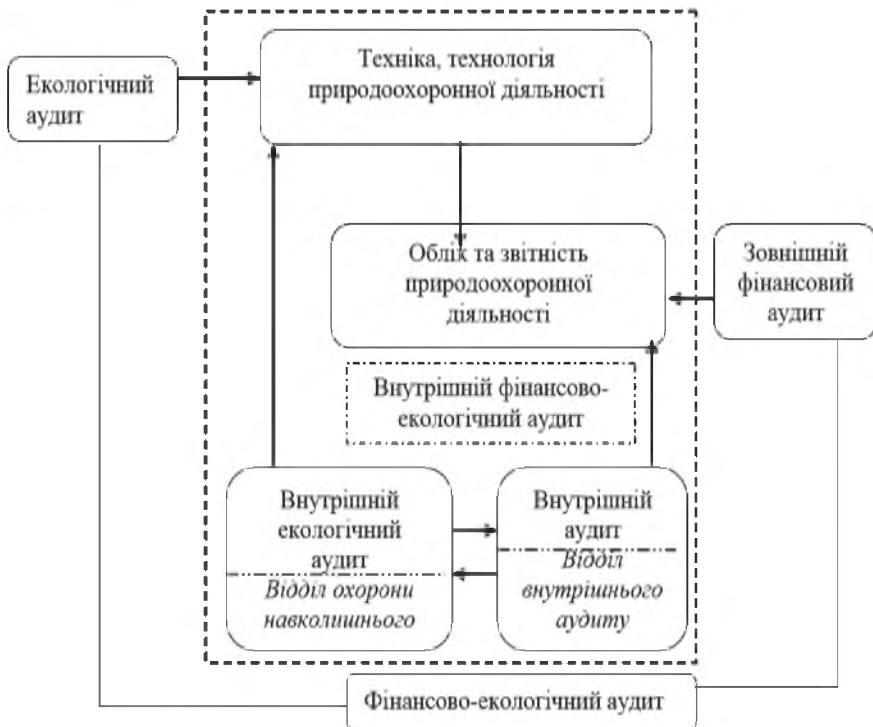 Техніка, технологія
природоохоронної діяльності
Екологічний
аудит
Облік та звітність
природоохоронної
діяльності
Зовнішній
фінансовий
аудит
Внутрішній фінансово-
екологічний аудит
Внутрішній
екологічний
аудит
Відділ охорони
навколишнього
Внутрішній
аудит
Відділ
внутрішнього
аудиту
Фінансово-екологічний аудит